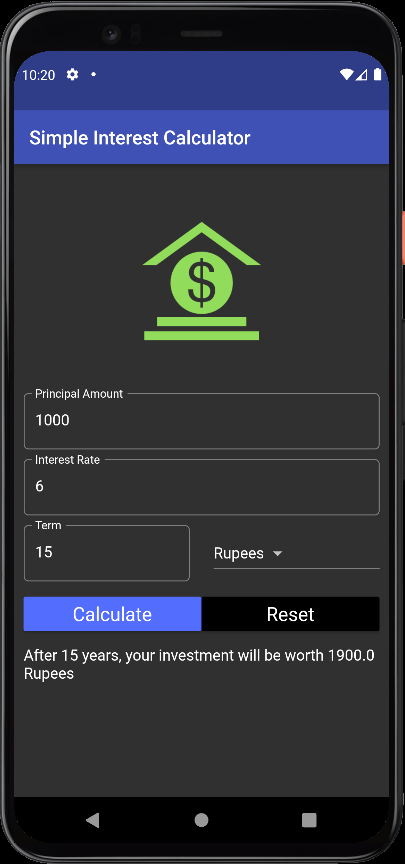 10:20
Simple Interest Calculator
$
Principal Amount
1000
Interest Rate
6
Term
15
Rupees
Calculate Reset
After 15 years, your investment will be worth 1900.0
Rupees